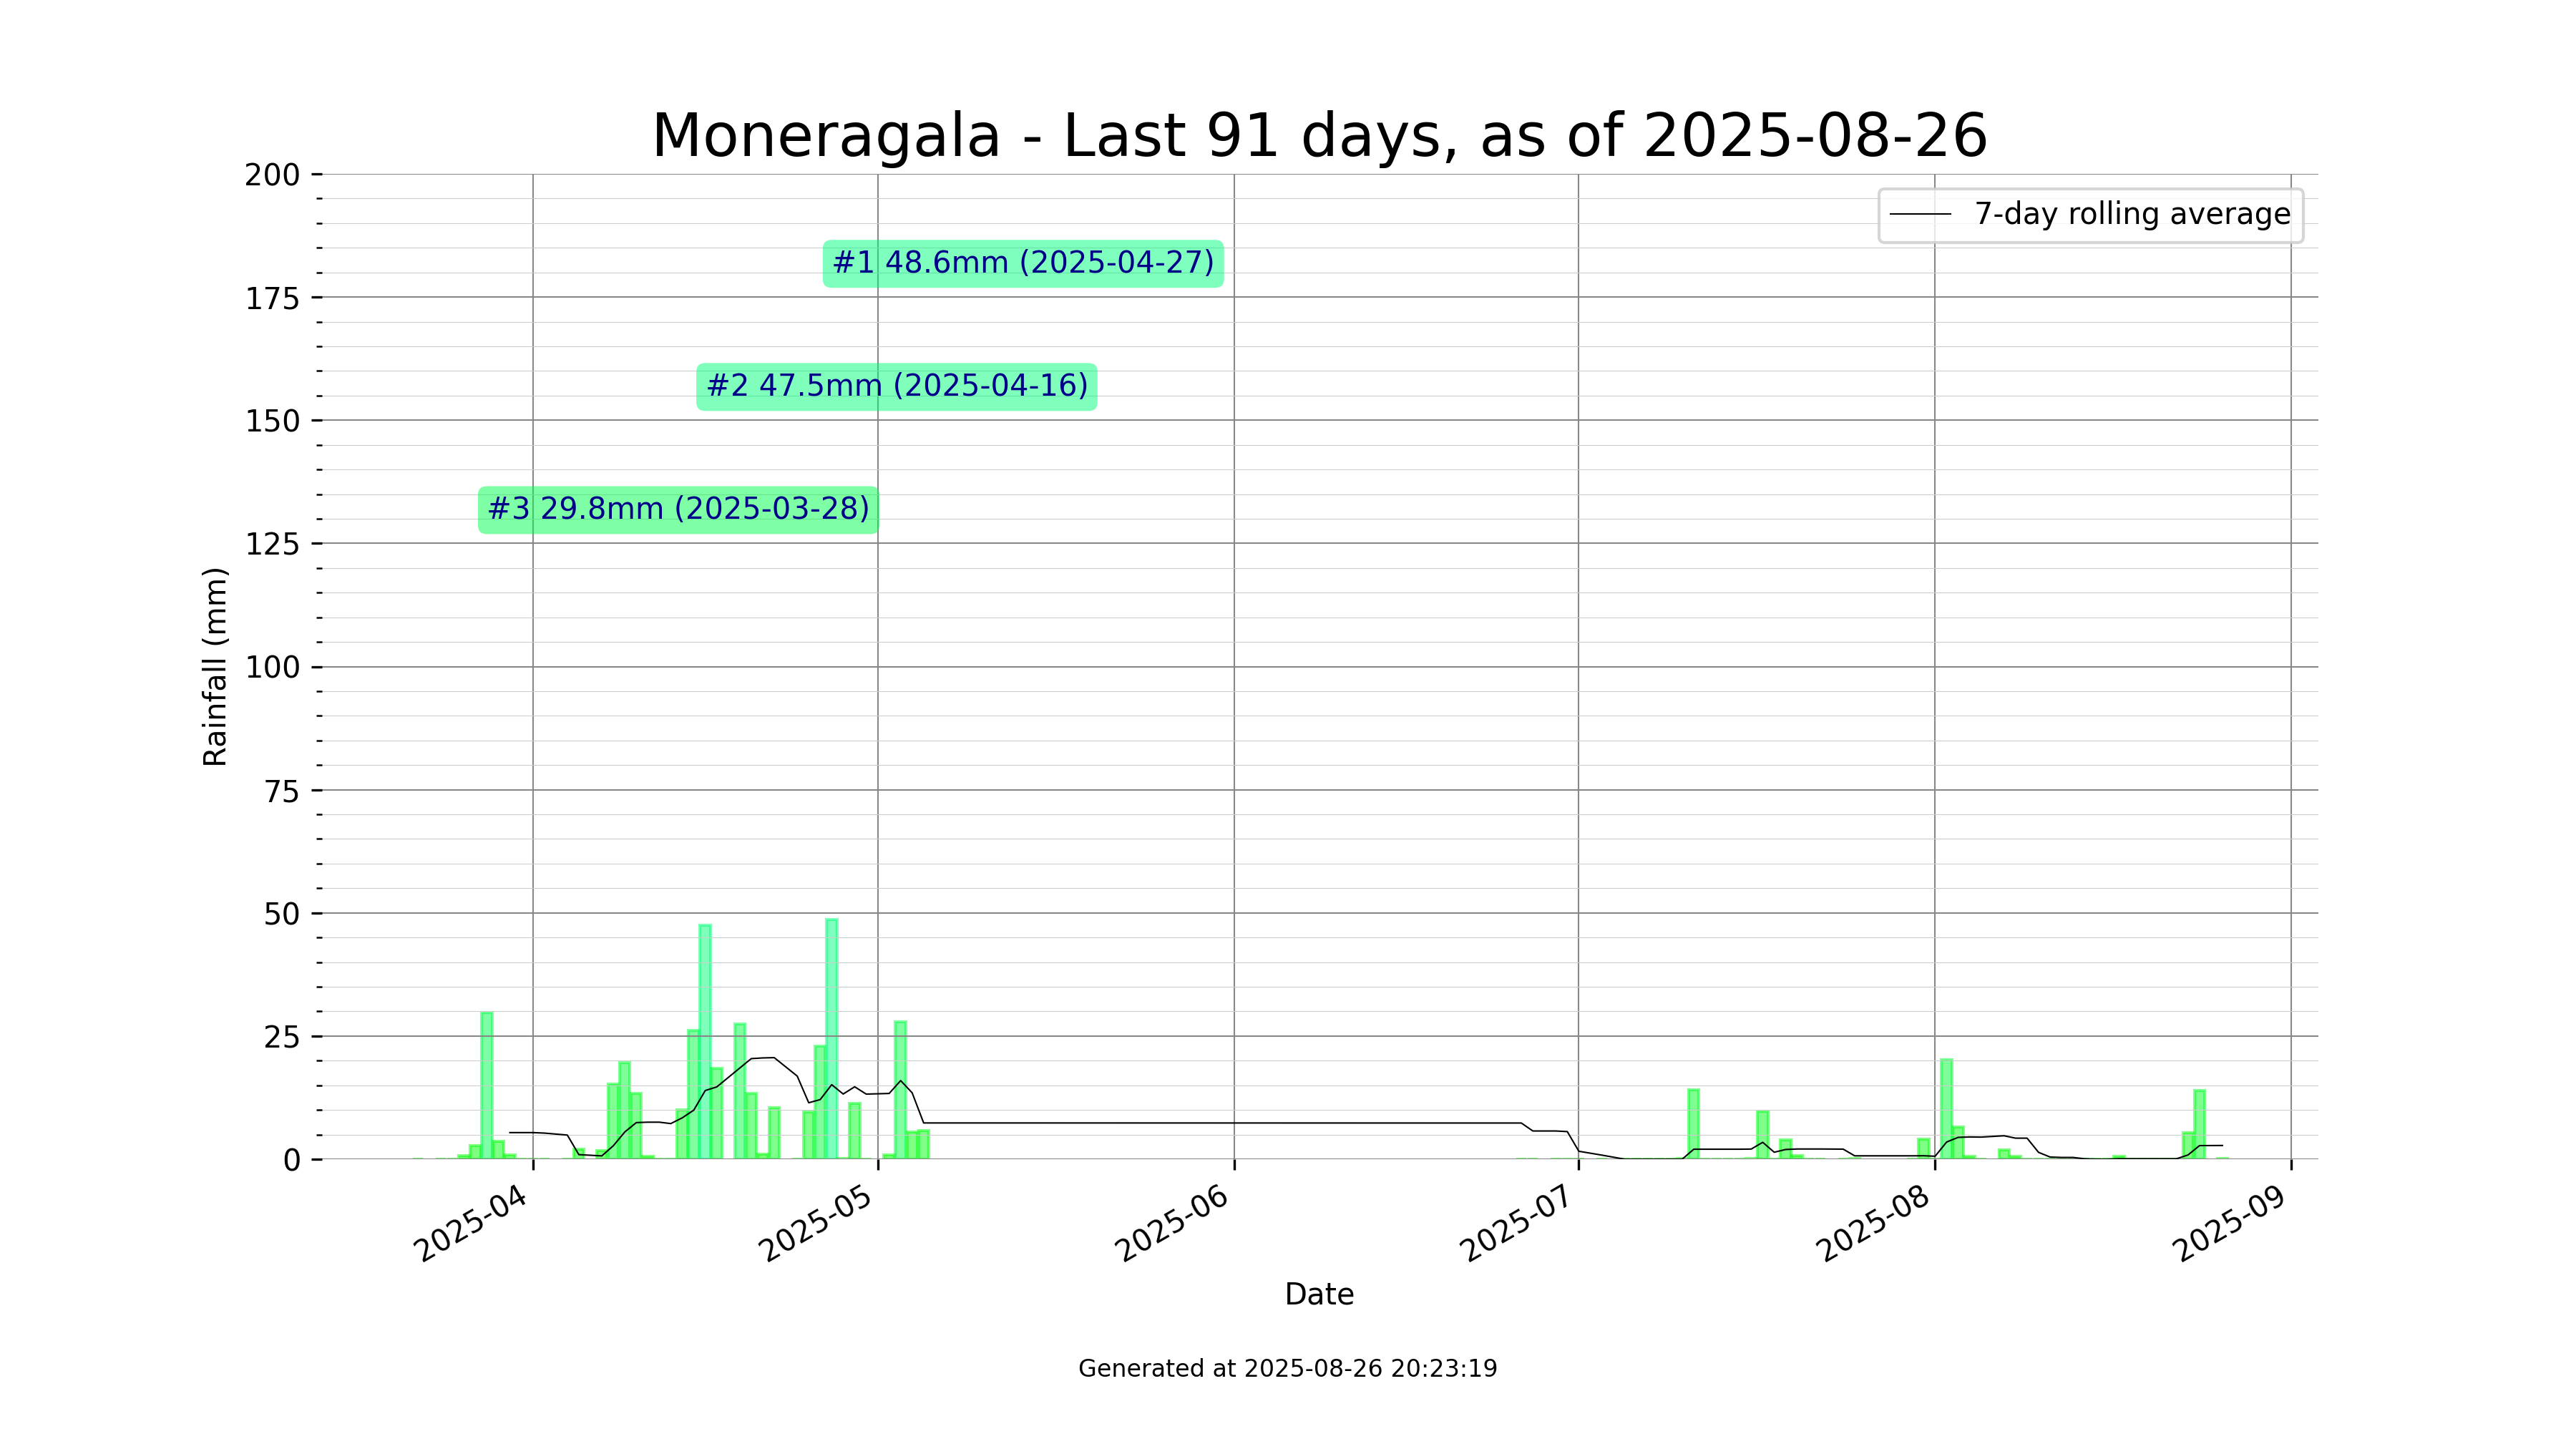 Moneragala - Last 91 days, as of 2025-08-26
7-day rolling average
#1 48.6mm (2025-04-27)
#2 47.5mm (2025-04-16)
#3 29.8mm (2025-03-28)
Rainfall (mm)
200
175
150
125
100
75
50
25
0
2025-04
2025-05
2025-06
2025-07
2025-08
2025-09
Date
Generated at 2025-08-26 20:23:19